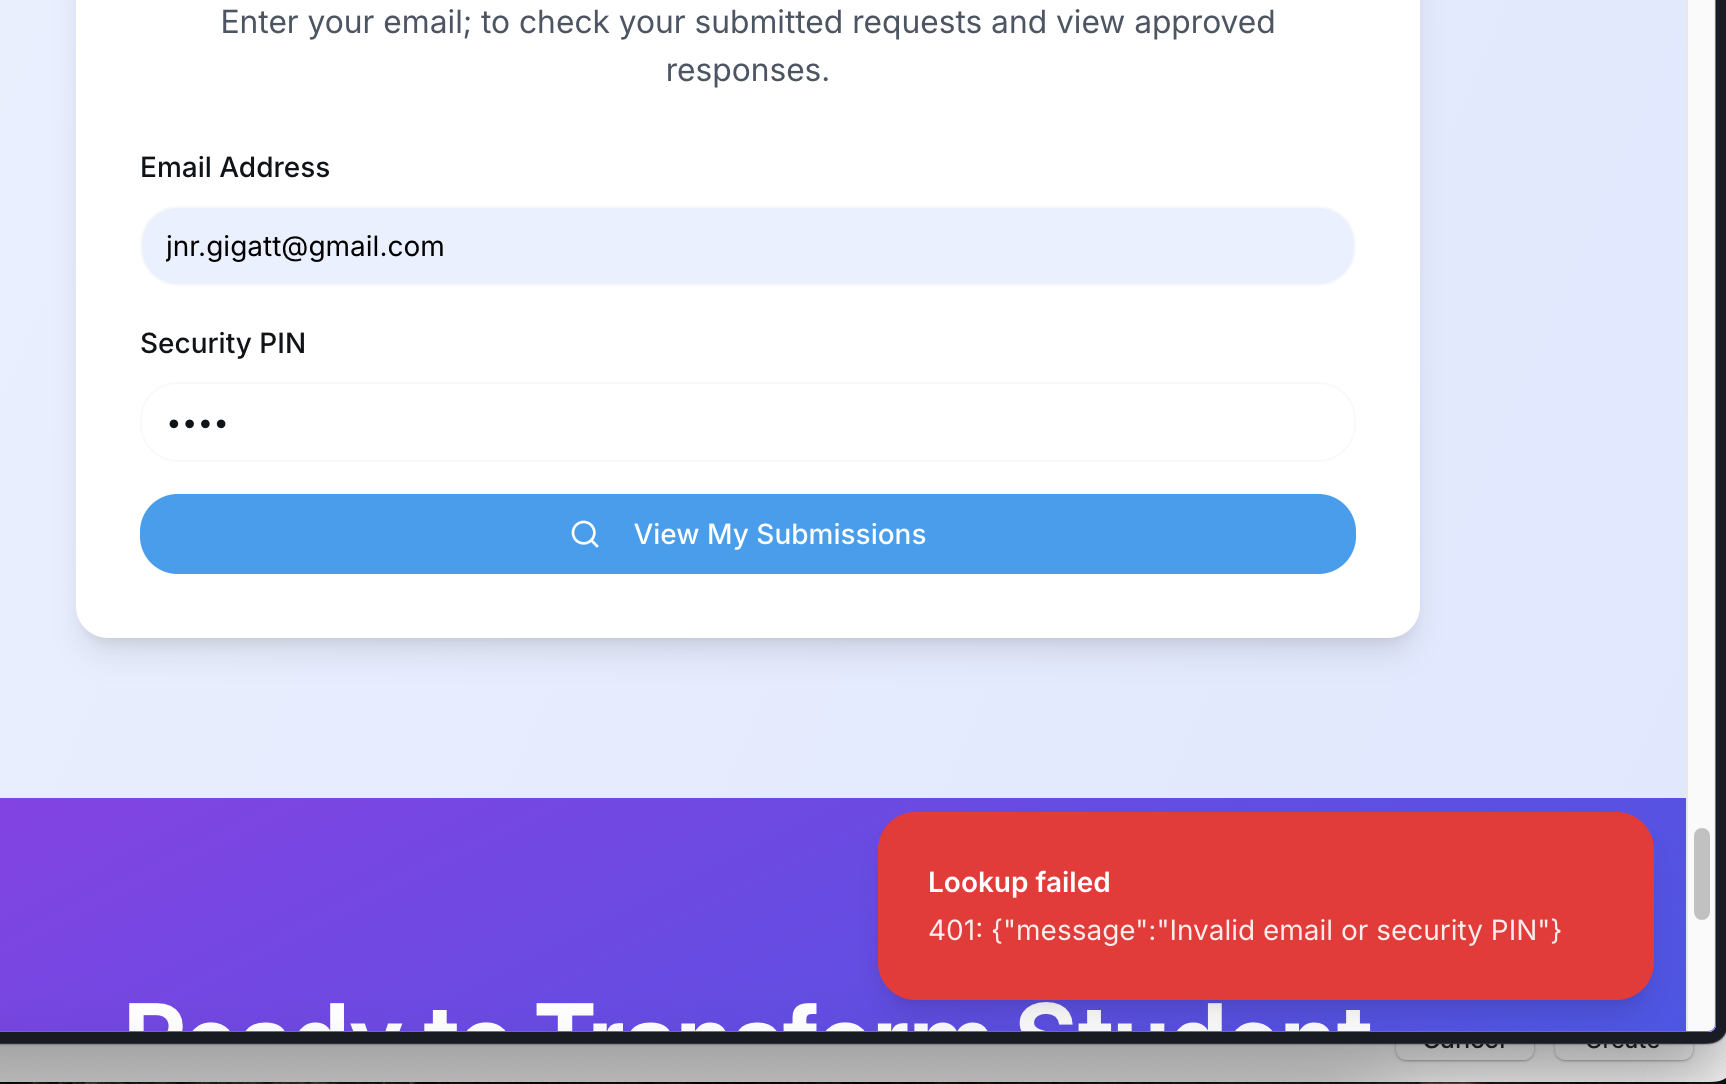 Enter your email; to check your submitted requests and view approved
responses.
Email Address
jnr.gigatt@gmail.com
Security PIN
••••
View My Submissions
Lookup failed
401: {"message":"Invalid email or security PIN"}
Ready to Transform Student
Cancel
Create